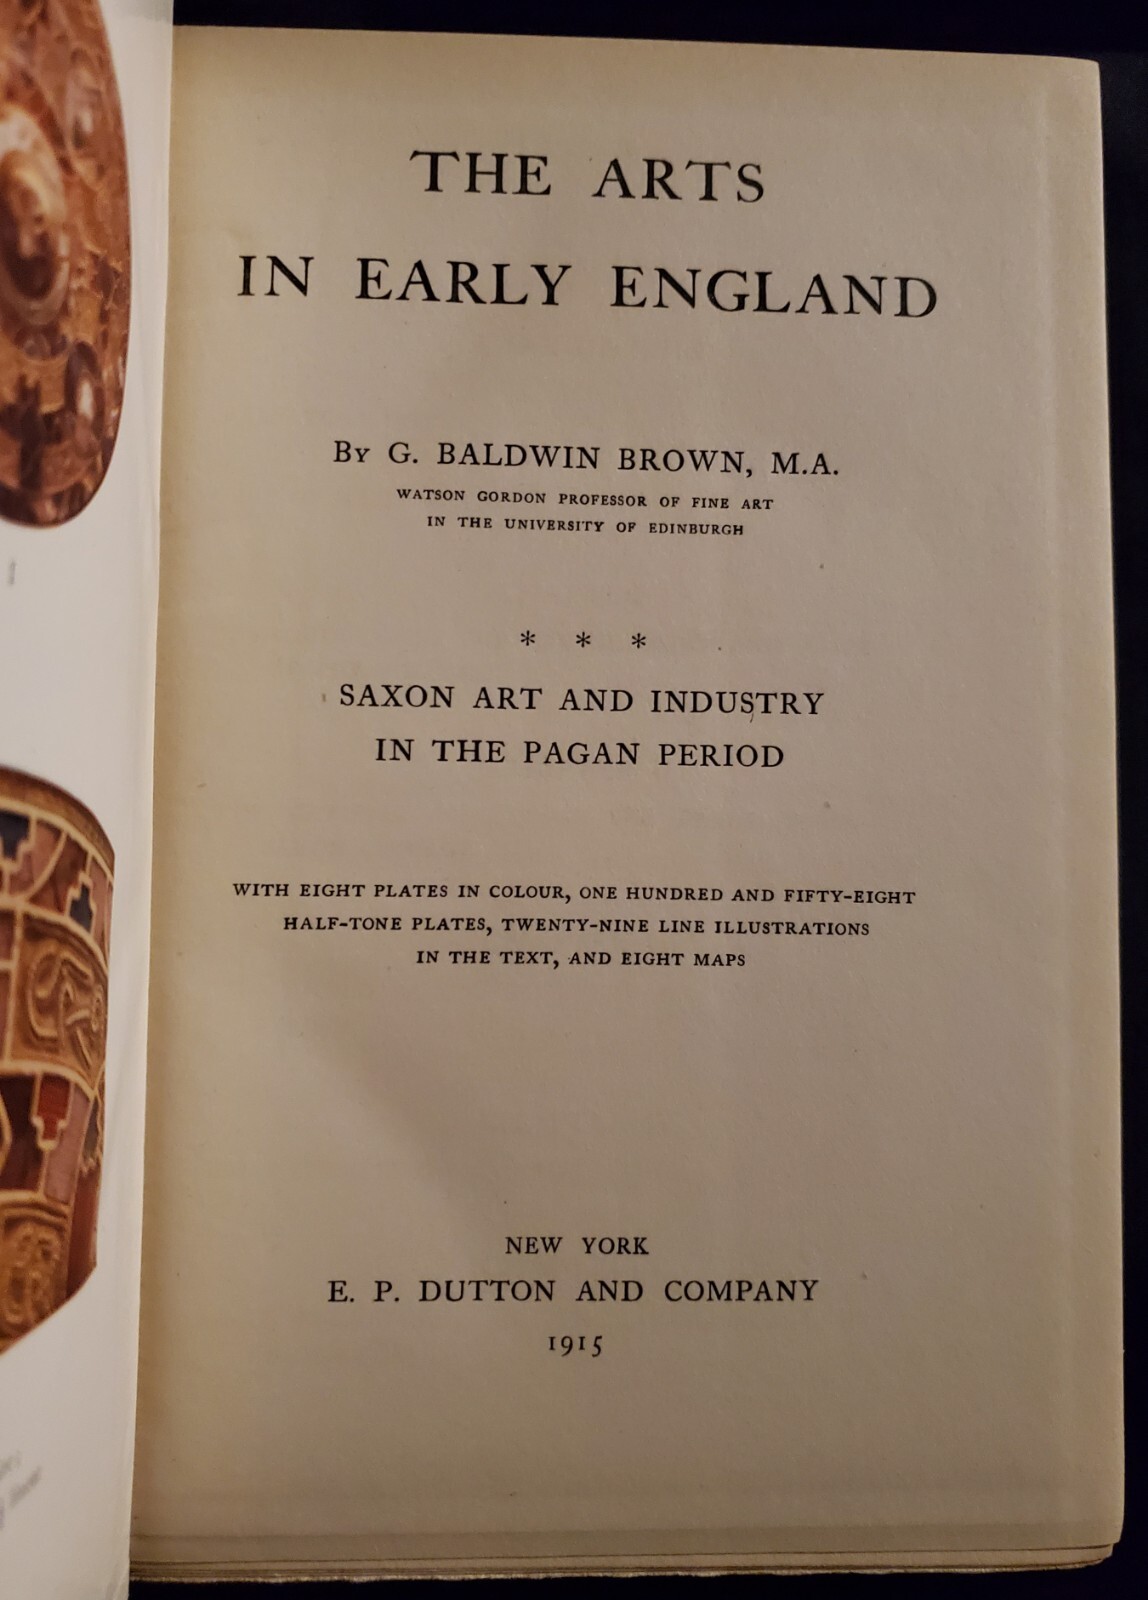 THE ARTS
IN EARLY ENGLAND
By G. BALDWIN BROWN, M.A.
WATSON GORDON PROFESSOR OF FINE ART
IN THE UNIVERSITY OF EDINBURGH
* * *
SAXON ART AND INDUSTRY
IN THE PAGAN PERIOD
WITH EIGHT PLATES IN COLOUR, ONE HUNDRED AND FIFTY-EIGHT
HALF-TONE PLATES, TWENTY-NINE LINE ILLUSTRATIONS
IN THE TEXT, AND EIGHT MAPS
NEW YORK
E. P. DUTTON AND COMPANY
1915